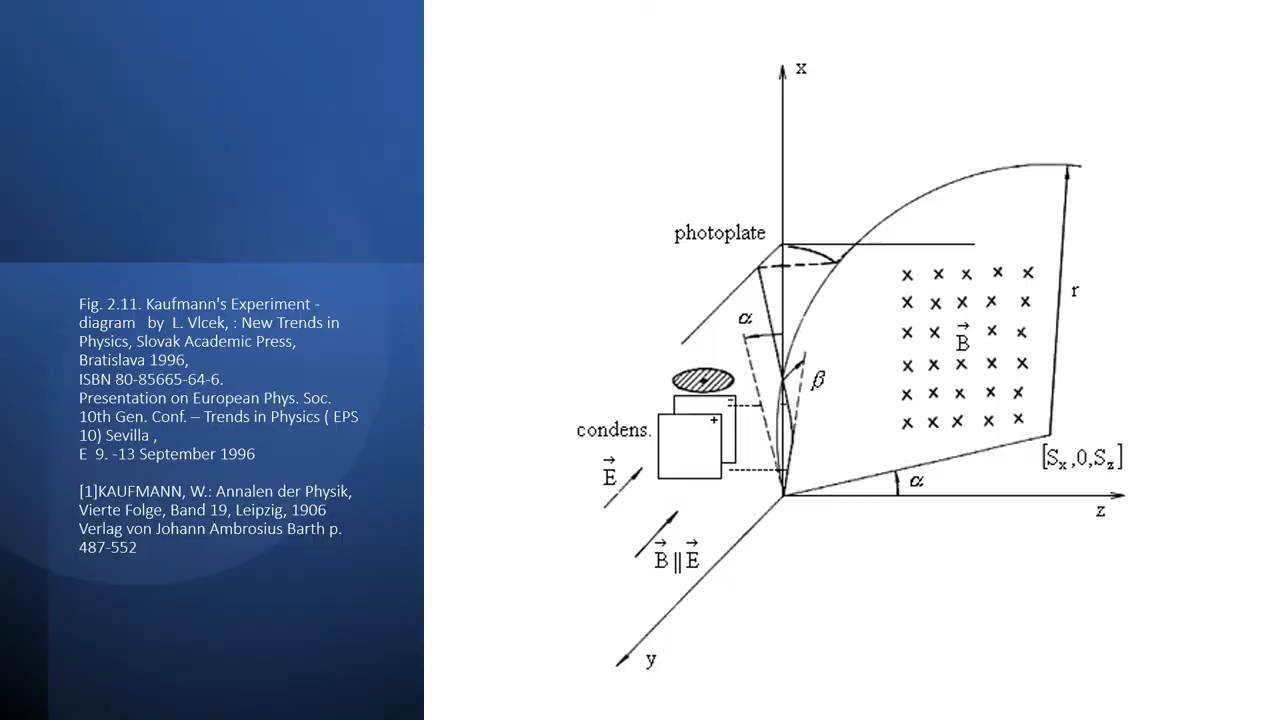 Fig. 2.11. Kaufmann's Experiment -
diagram by L. Vlcek, : New Trends in
Physics, Slovak Academic Press,
Bratislava 1996,
ISBN 80-85665-64-6.
Presentation on European Phys. Soc.
10th Gen. Conf. – Trends in Physics ( EPS
10) Sevilla ,
E 9. -13 September 1996
[1]KAUFMANN, W.: Annalen der Physik,
Vierte Folge, Band 19, Leipzig, 1906
Verlag von Johann Ambrosius Barth p.
487-552
x
photoplate
α
β
r
B⃗
-
+
condens.
E⃗
B⃗ || E⃗
[Sx,0,Sz]
α
z
y